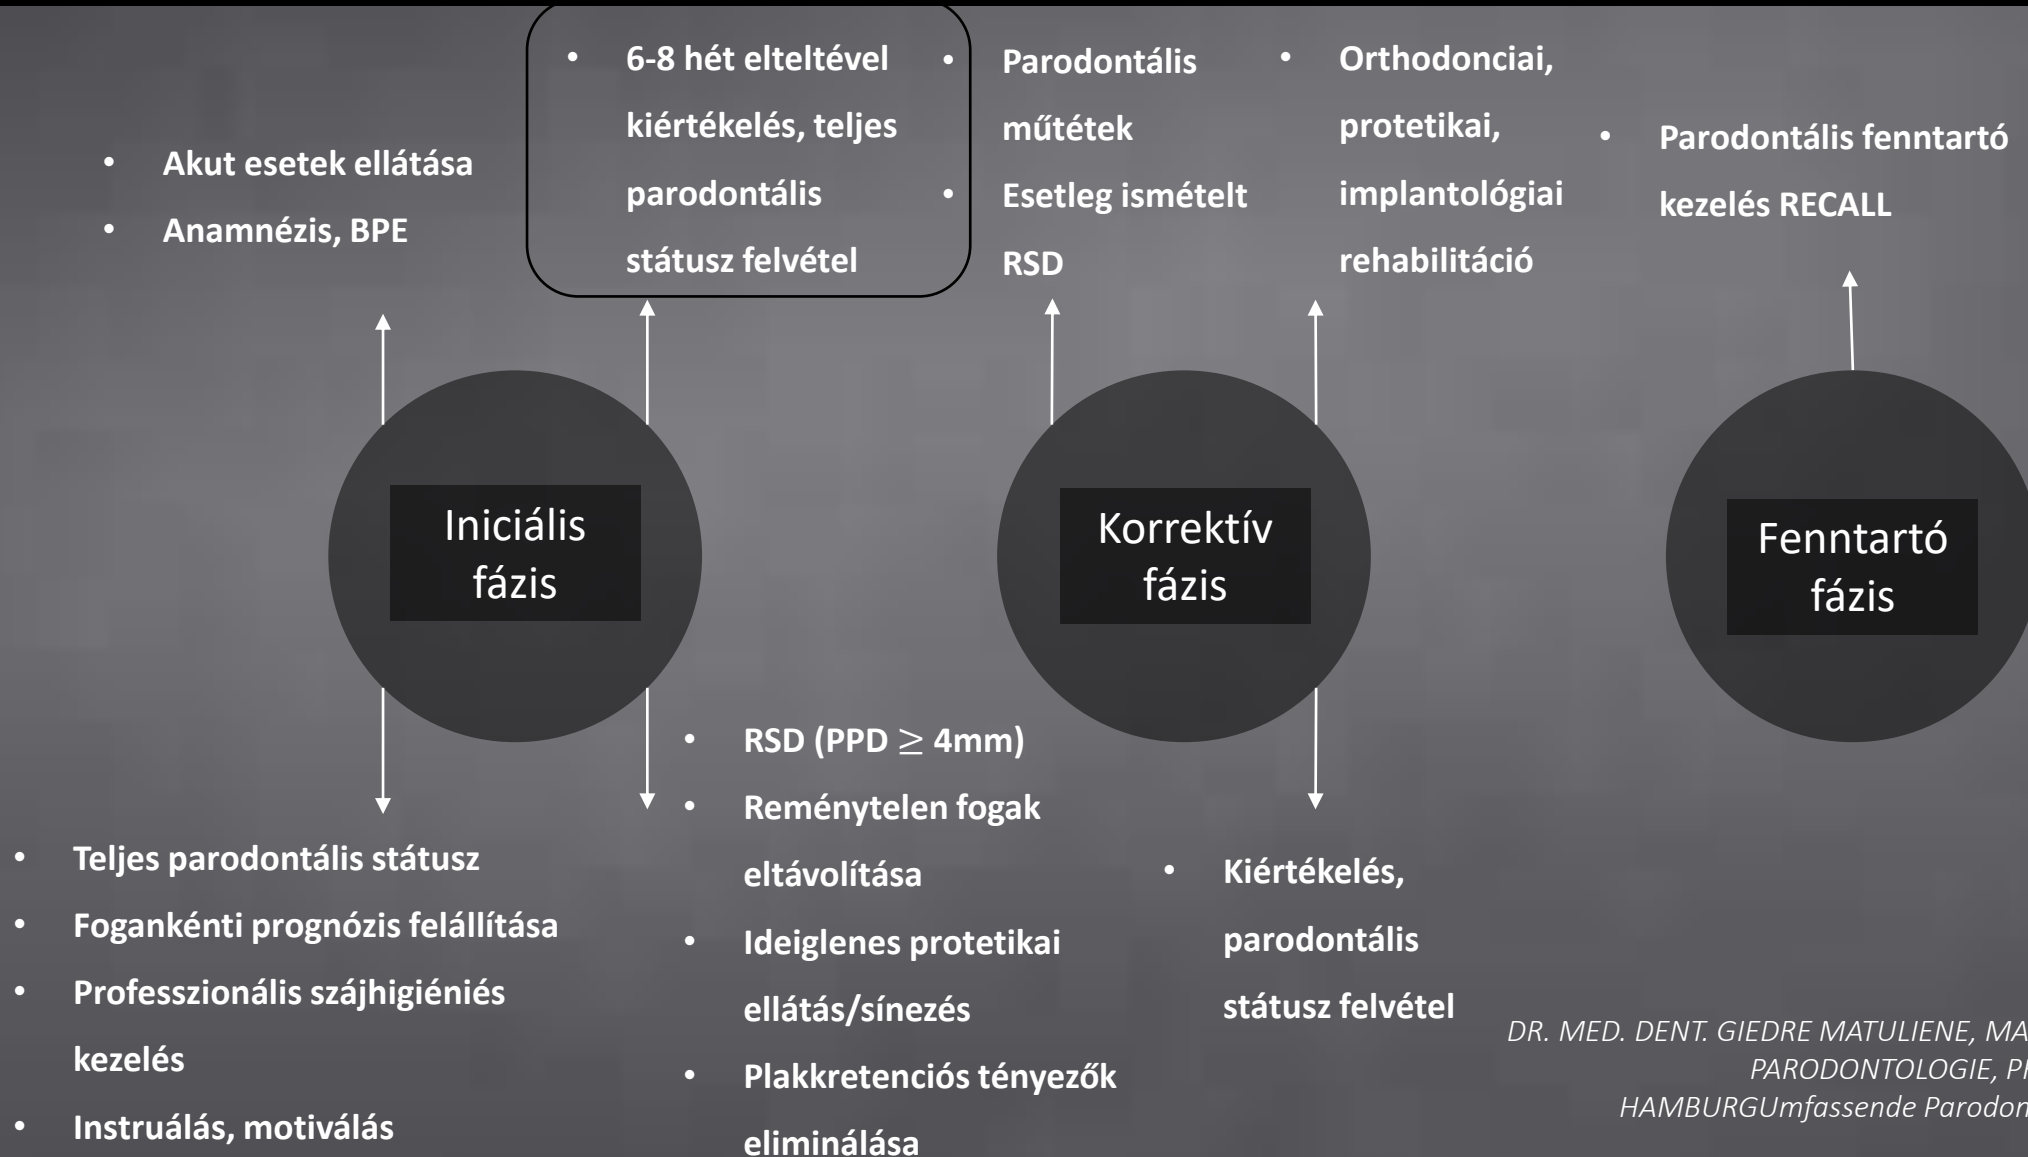 • Akut esetek ellátása
• Anamnézis, BPE
• 6-8 hét elteltével
kiértékelés, teljes
parodontális
státusz felvétel
• Parodontális
műtétek
• Esetleg ismételt
RSD
• Orthodonciai,
protetikai,
implantológiai
rehabilitáció
• Parodontális fenntartó
kezelés RECALL
Iniciális
fázis
Korrektív
fázis
Fenntartó
fázis
• Teljes parodontális státusz
• Fogankénti prognózis felállítása
• Professzionális szájhigiéniés
kezelés
• Instruálás, motiválás
• RSD (PPD ≥ 4mm)
• Reménytelen fogak
eltávolítása
• Ideiglenes protetikai
ellátás/sínezés
• Plakkretenciós tényezők
eliminálása
• Kiértékelés,
parodontális
státusz felvétel
DR. MED. DENT. GIEDRE MATULIENE, MA
PARODONTOLOGIE,
HAMBURGUmfassende Parodon